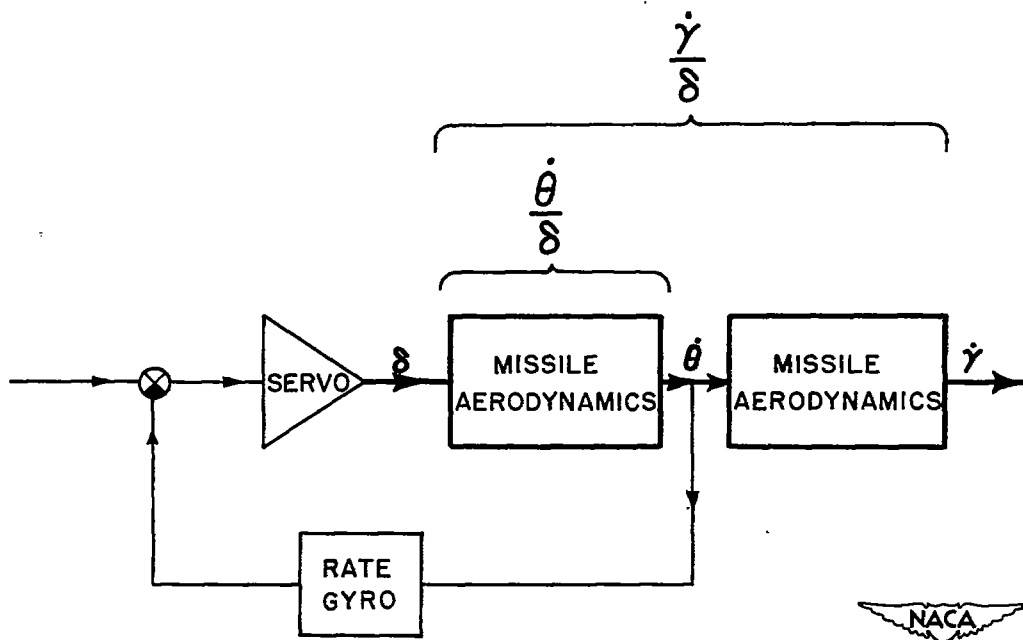 γ̇
δ
θ̇
δ
SERVO
δ
MISSILE
AERODYNAMICS
θ̇
MISSILE
AERODYNAMICS
γ̇
RATE
GYRO
NACA